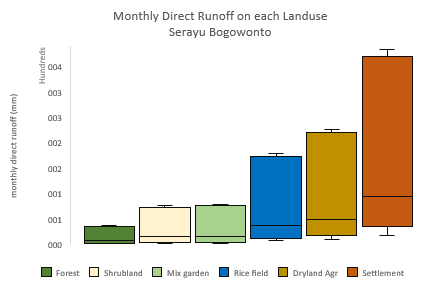 Monthly Direct Runoff on each Landuse
Serayu Bogowonto
Hundreds
monthly direct runoff (mm)
004
003
003
002
002
001
001
000
Forest Shrubland Mix garden Rice field Dryland Agr Settlement